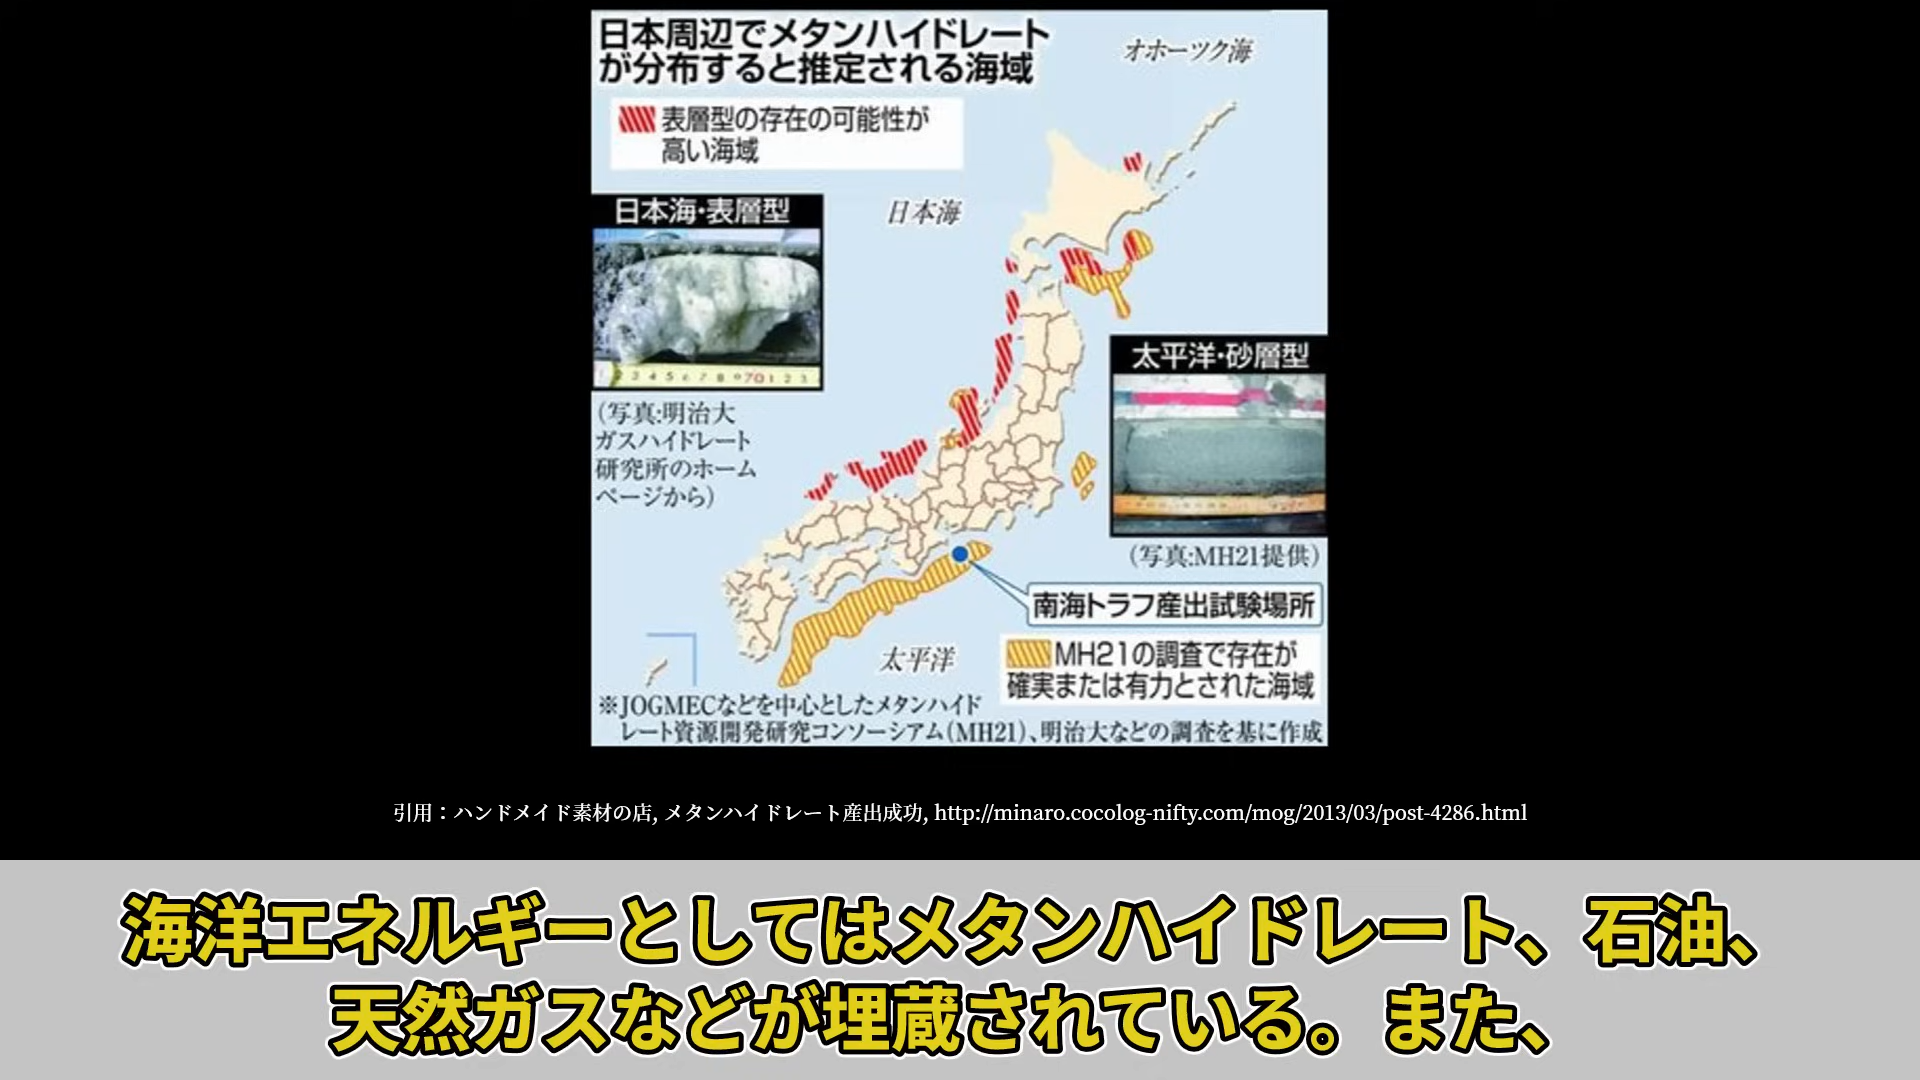 日本周辺でメタンハイドレート
が分布すると推定される海域
オホーツク海
表層型の存在の可能性が
高い海域
日本海・表層型
日本海
(写真:明治大
ガスハイドレート
研究所のホーム
ページから)
太平洋・砂層型
(写真:MH21提供)
南海トラフ産出試験場所
太平洋
MH21の調査で存在が
確実または有力とされた海域
※JOGMECなどを中心としたメタンハイド
レート資源開発研究コンソーシアム(MH21)、明治大などの調査を基に作成
引用：ハンドメイド素材の店, メタンハイドレート産出成功, http://minaro.cocolog-nifty.com/mog/2013/03/post-4286.html
海洋エネルギーとしてはメタンハイドレート、石油、
天然ガスなどが埋蔵されている。また、